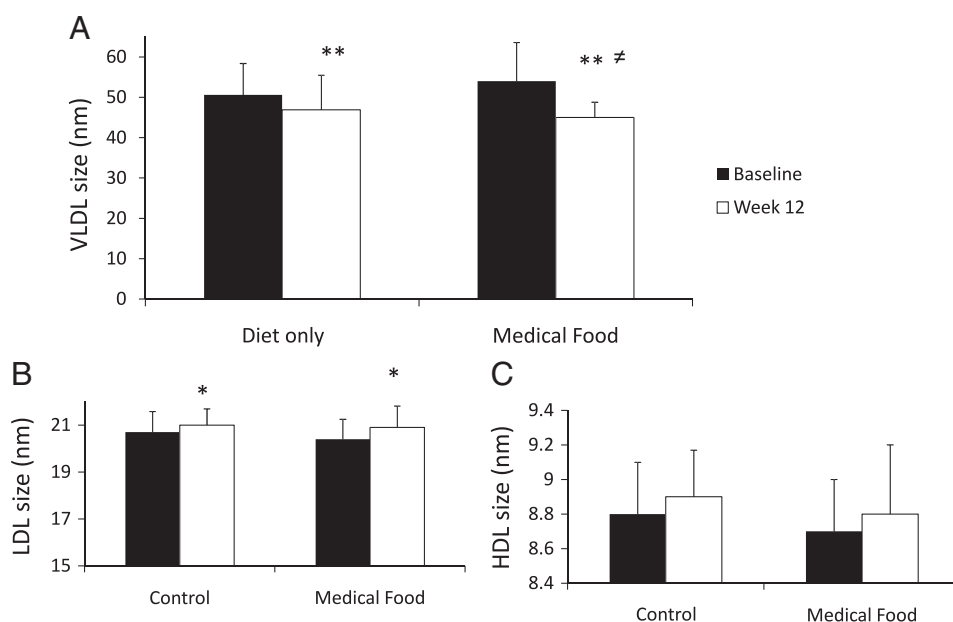 A
VLDL size (nm)
60
50
40
30
20
10
0
**
** ≠
Diet only
Medical Food
Baseline
Week 12
B
LDL size (nm)
21
19
17
15
*
*
Control
Medical Food
C
HDL size (nm)
9.4
9.2
9
8.8
8.6
8.4
Control
Medical Food